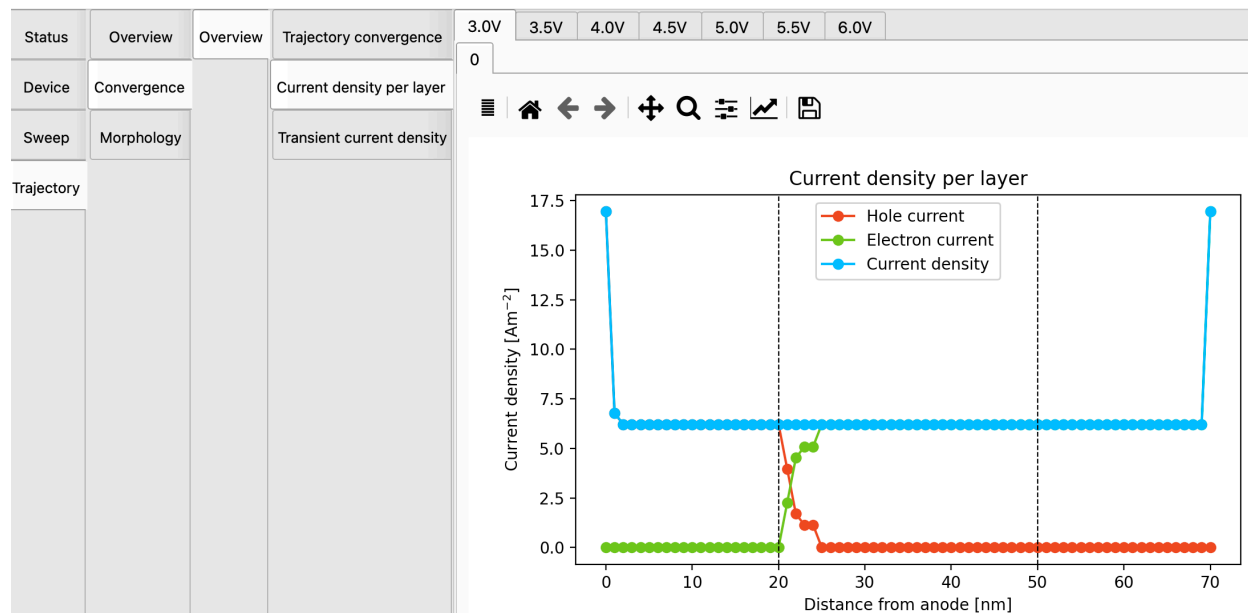 Status
Device
Sweep
Trajectory
Overview
Convergence
Morphology
Overview
Trajectory convergence
Current density per layer
Transient current density
3.0V 3.5V 4.0V 4.5V 5.0V 5.5V 6.0V
0
Current density per layer
Hole current
Electron current
Current density
Current density [Am⁻²]
17.5
15.0
12.5
10.0
7.5
5.0
2.5
0.0
0 10 20 30 40 50 60 70
Distance from anode [nm]